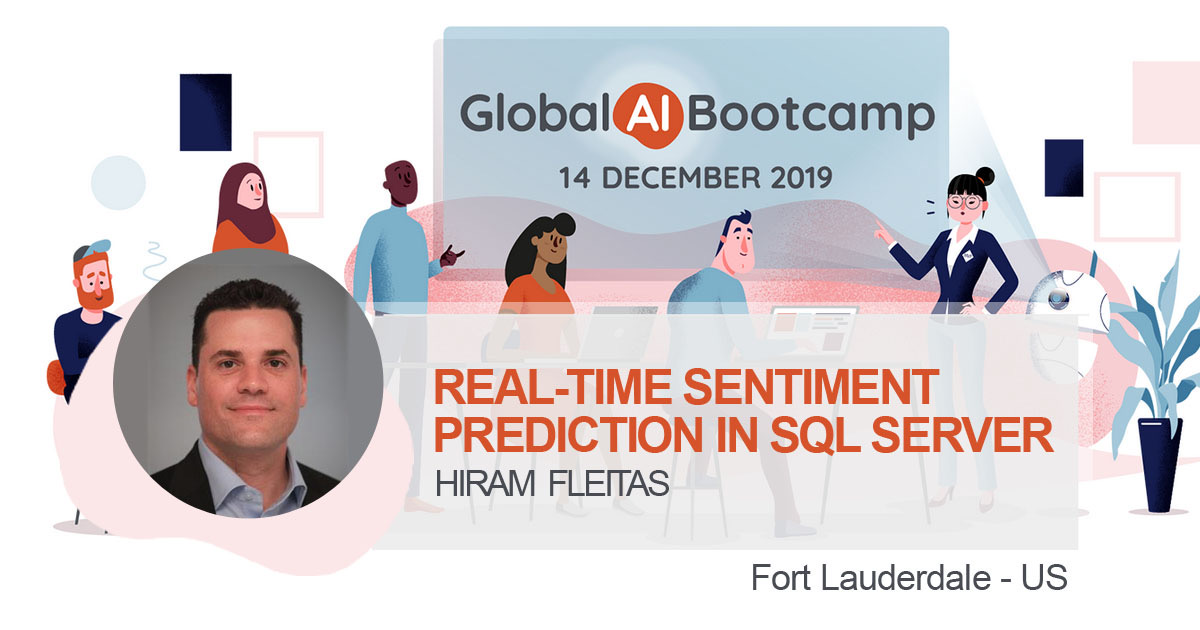 Global AI Bootcamp
14 DECEMBER 2019
REAL-TIME SENTIMENT
PREDICTION IN SQL SERVER
HIRAM FLEITAS
Fort Lauderdale - US